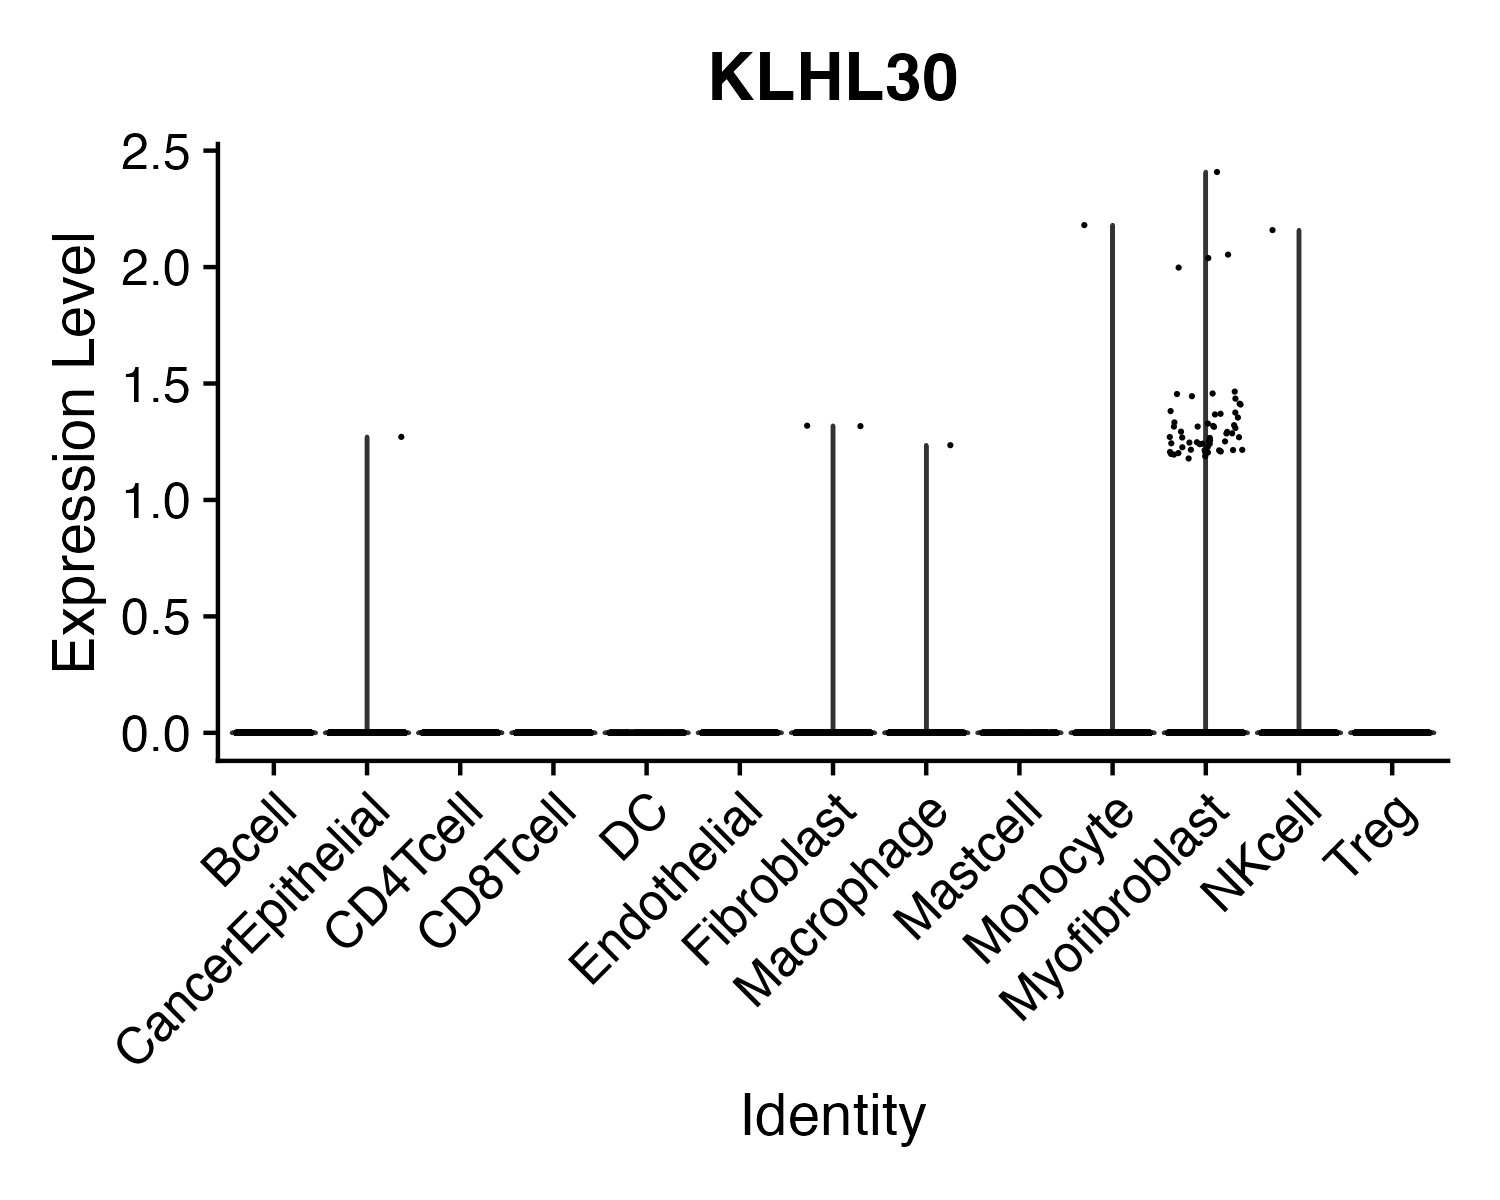 KLHL30
Expression Level
2.5
2.0
1.5
1.0
0.5
0.0
Bcell
CancerEpithelial
CD4Tcell
CD8Tcell
DC
Endothelial
Fibroblast
Macrophage
Mastcell
Monocyte
Myofibroblast
NKcell
Treg
Identity